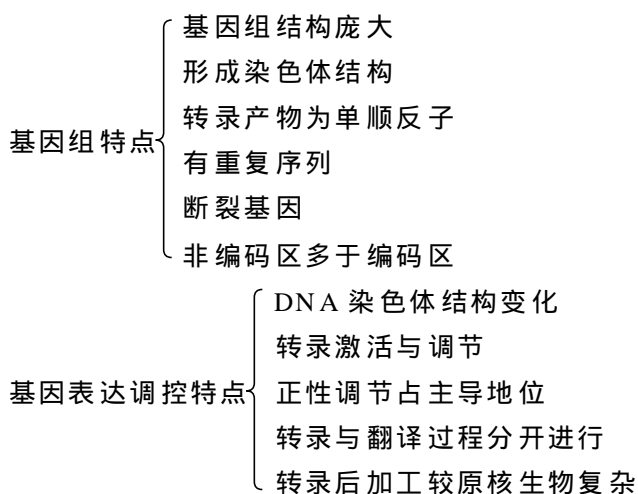 基因组特点
基因组结构庞大
形成染色体结构
转录产物为单顺反子
有重复序列
断裂基因
非编码区多于编码区
基因表达调控特点
DNA 染色体结构变化
转录激活与调节
正性调节占主导地位
转录与翻译过程分开进行
转录后加工较原核生物复杂